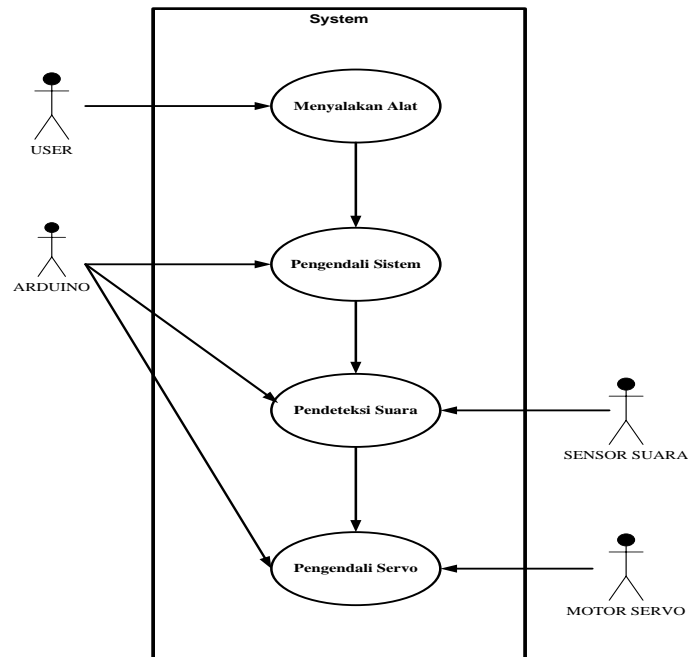 System
Menyalakan Alat
USER
Pengendali Sistem
ARDUINO
Pendeteksi Suara
SENSOR SUARA
Pengendali Servo
MOTOR SERVO